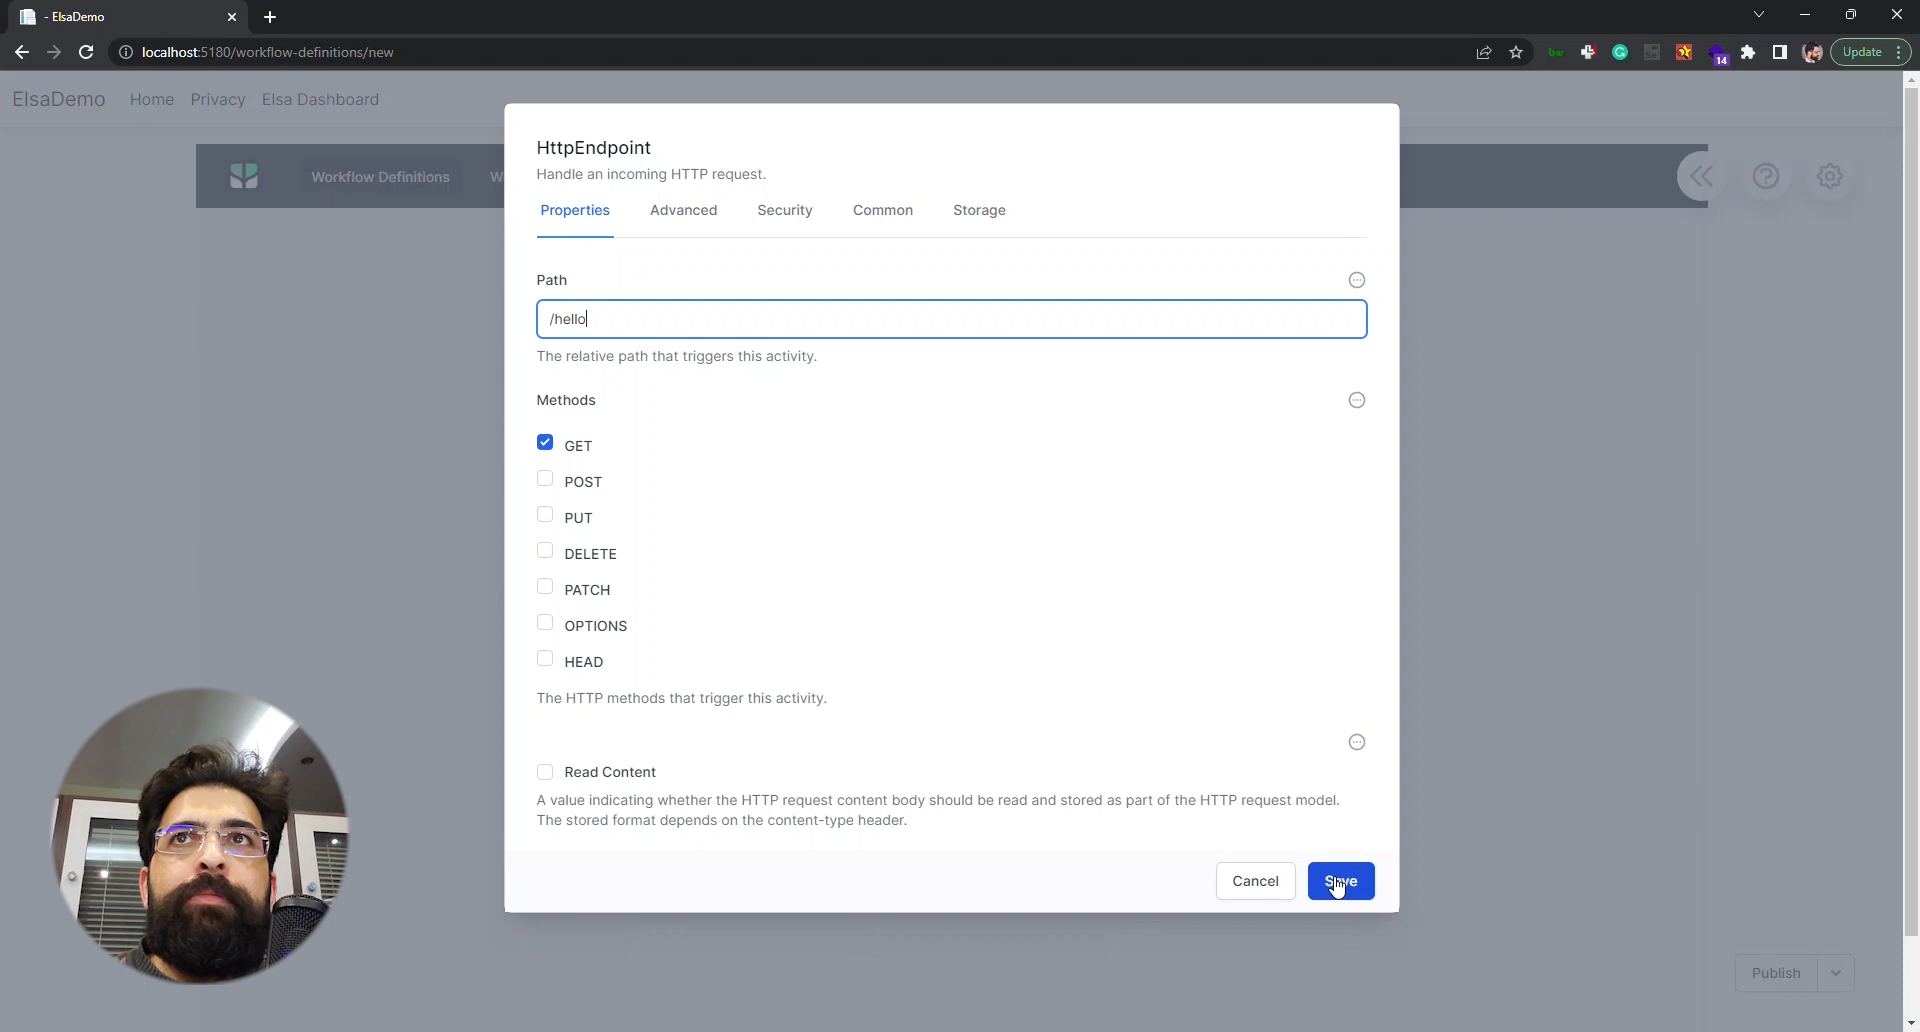 - ElsaDemo
localhost:5180/workflow-definitions/new
14
Update
ElsaDemo Home Privacy Elsa Dashboard
Workflow Definitions W
HttpEndpoint
Handle an incoming HTTP request.
Properties Advanced Security Common Storage
Path
/hello
The relative path that triggers this activity.
Methods
GET
POST
PUT
DELETE
PATCH
OPTIONS
HEAD
The HTTP methods that trigger this activity.
Read Content
A value indicating whether the HTTP request content body should be read and stored as part of the HTTP request model.
The stored format depends on the content-type header.
Cancel Save
Publish